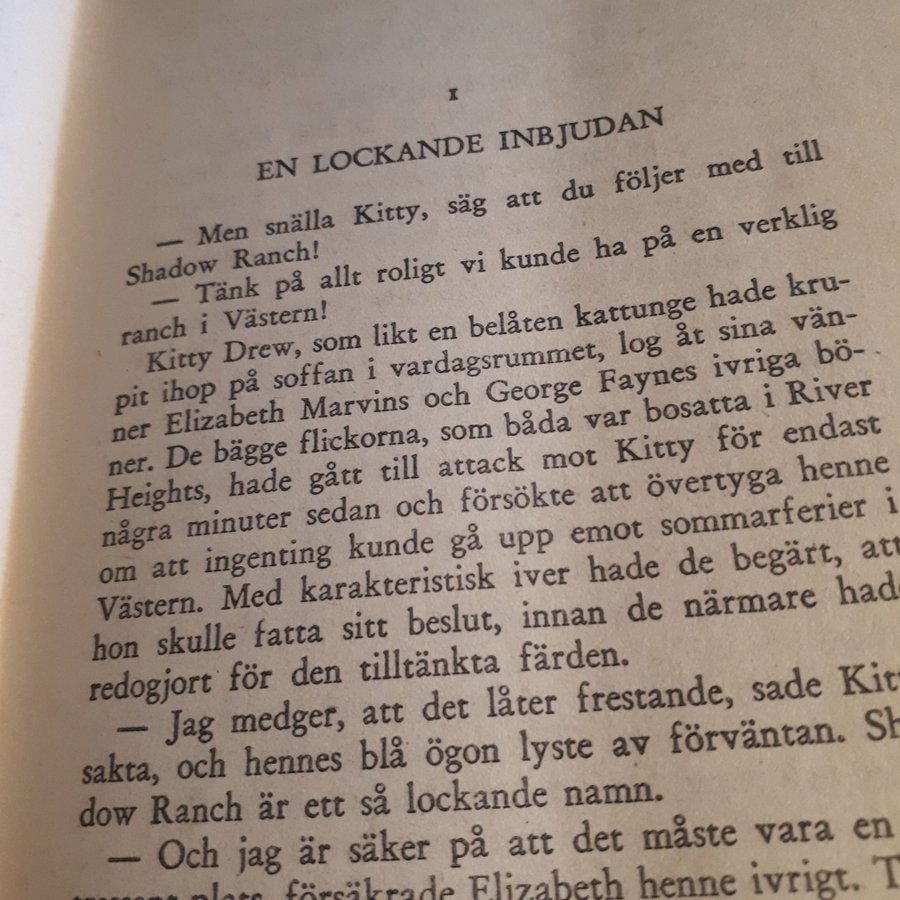 I
EN LOCKANDE INBJUDAN
— Men snälla Kitty, säg att du följer med till
Shadow Ranch!
— Tänk på allt roligt vi kunde ha på en verklig
ranch i Västern!
Kitty Drew, som likt en belåten kattunge hade kru-
pit ihop på soffan i vardagsrummet, log åt sina vän-
ner Elizabeth Marvins och George Faynes ivriga bö-
ner. De bägge flickorna, som båda var bosatta i River
Heights, hade gått till attack mot Kitty för endast
några minuter sedan och försökte att övertyga henne
om att ingenting kunde gå upp emot sommarferier i
Västern. Med karakteristisk iver hade de begärt, att
hon skulle fatta sitt beslut, innan de närmare had
redogjort för den tilltänkta färden.
— Jag medger, att det låter frestande, sade Kit
sakta, och hennes blå ögon lyste av förväntan. Sh
dow Ranch är ett så lockande namn.
— Och jag är säker på att det måste vara en
plats, försäkrade Elizabeth henne ivrigt. T